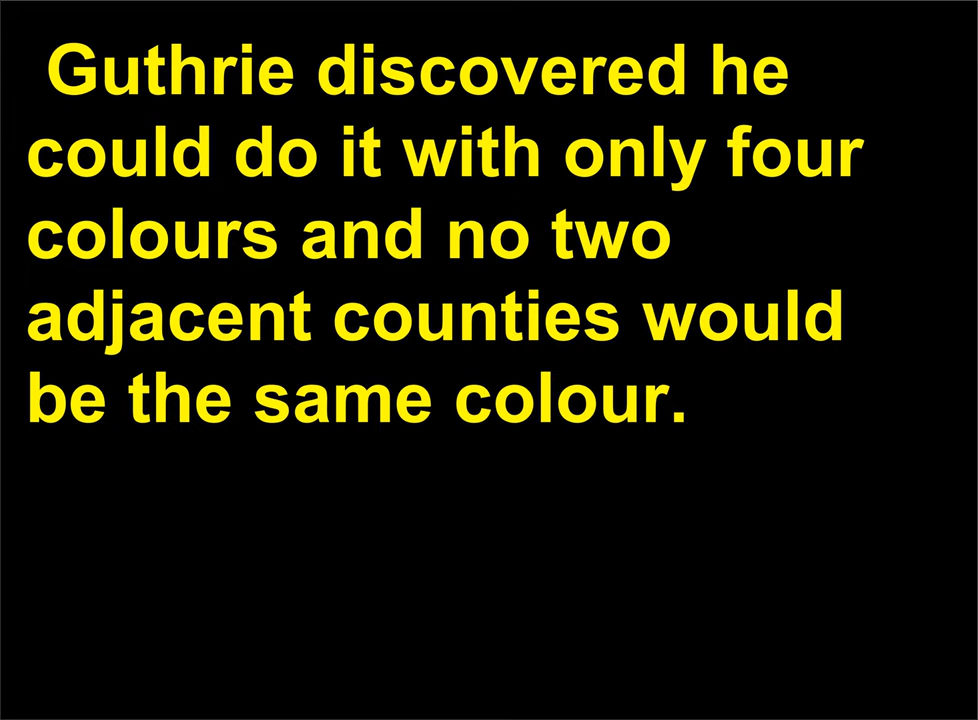 Guthrie discovered he
could do it with only four
colours and no two
adjacent counties would
be the same colour.